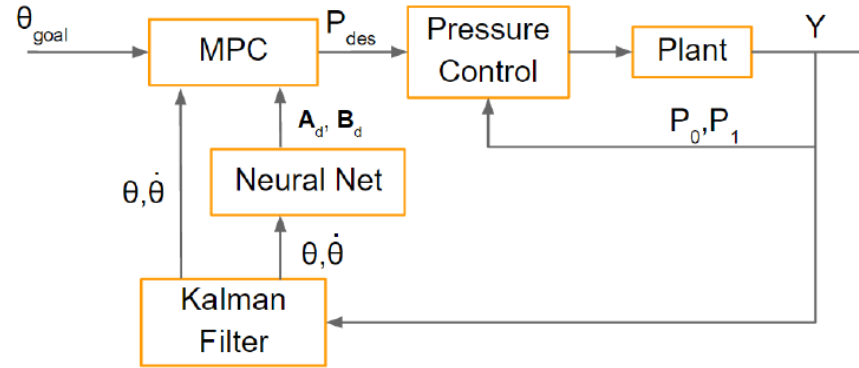 θgoal
MPC
Pdes
Pressure
Control
Plant
Y
Ad, Bd
P0,P1
Neural Net
θ,θ̇
θ,θ̇
Kalman
Filter